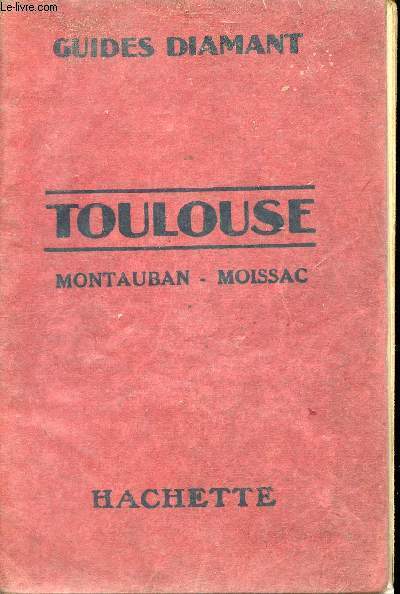 © Le-livre.com
GUIDES DIAMANT
TOULOUSE
MONTAUBAN - MOISSAC
HACHETTE